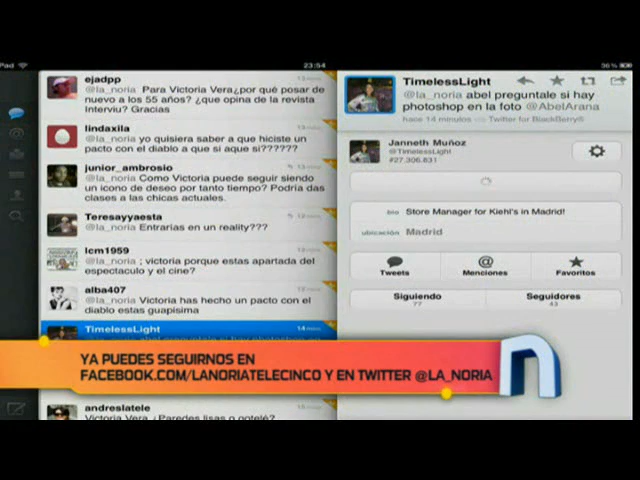 iPad
23:54
36 %
ejadpp
@la_noria Para Victoria Vera¿por qué posar de
nuevo a los 55 años? ¿que opina de la revista
Interviu? Gracias
lindaxila
@la_noria yo quisiera saber a que hiciste un
pacto con el diablo a que si aque si??????
junior_ambrosio
@la_noria Como Victoria puede seguir siendo
un icono de deseo por tanto tiempo? Podría das
clases a las chicas actuales.
Teresayyaesta
@la_noria Entrarias en un reality???
lcm1959
@la_noria ; victoria porque estas apartada del
espectaculo y el cine?
alba407
@la_noria Victoria has hecho un pacto con el
diablo estas guapisima
TimelessLight
14 mins
andreslatele
Victoria Vera ¿Paredes lisas o gotelé?
TimelessLight
@la_noria abel preguntale si hay
photoshop en la foto @AbelArana
hace 14 minutos vía Twitter for BlackBerry®
Janneth Muñoz
@TimelessLight
#27,306,831
bio Store Manager for Kiehl's in Madrid!
ubicación Madrid
Tweets
Menciones
Favoritos
Siguiendo
77
Seguidores
43
YA PUEDES SEGUIRNOS EN
FACEBOOK.COM/LANORIATELECINCO Y EN TWITTER @LA_NORIA
n